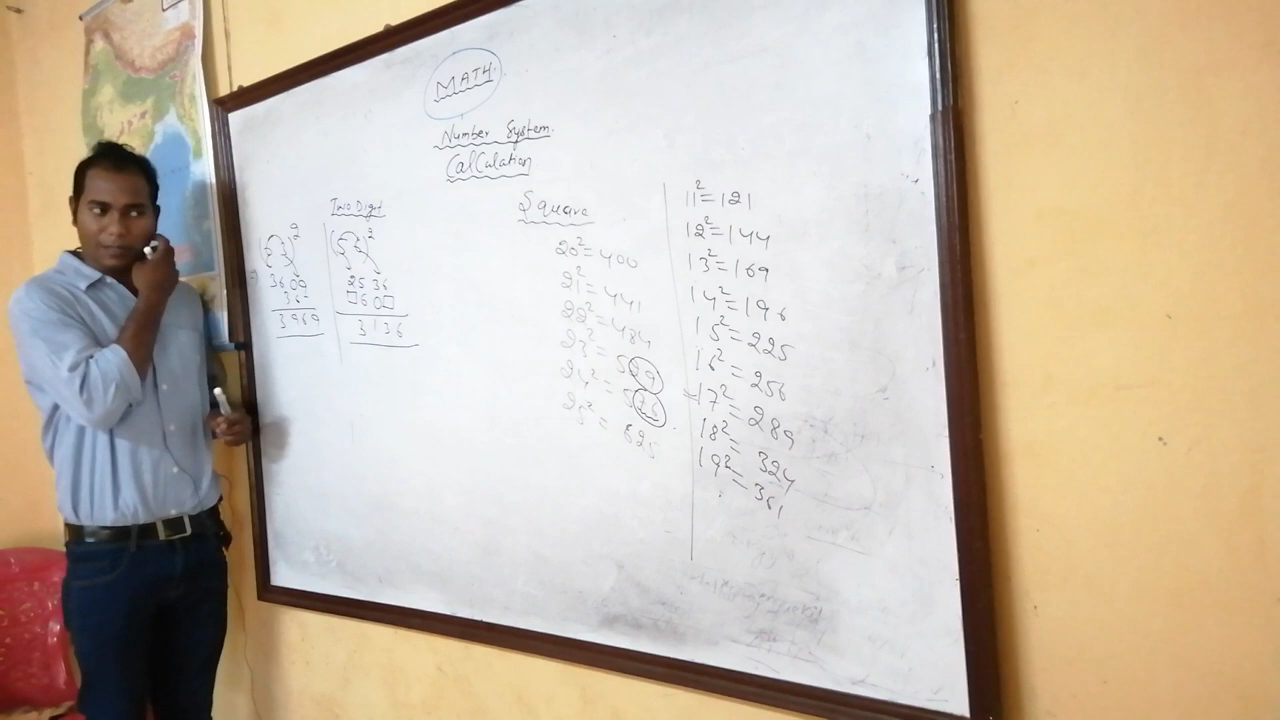 MATH
Number System.
CalCulation
Two Digit
Square
(63)²
3609
36-
3969
(56)²
2536
□60□
3136
20² = 400
21² = 441
22² = 484
23² = 529
24² = 576
25² = 625
11² = 121
12² = 144
13² = 169
14² = 196
15² = 225
16² = 256
17² = 289
18² = 324
19² = 361